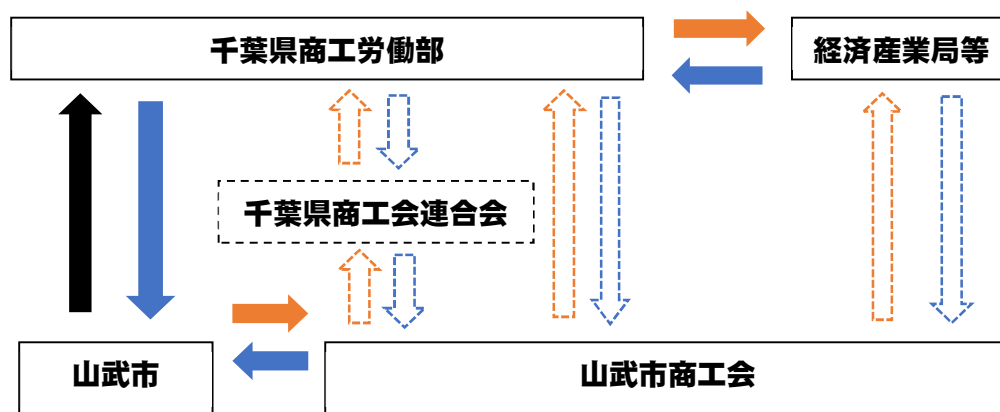 千葉県商工労働部
経済産業局等
千葉県商工会連合会
山武市
山武市商工会